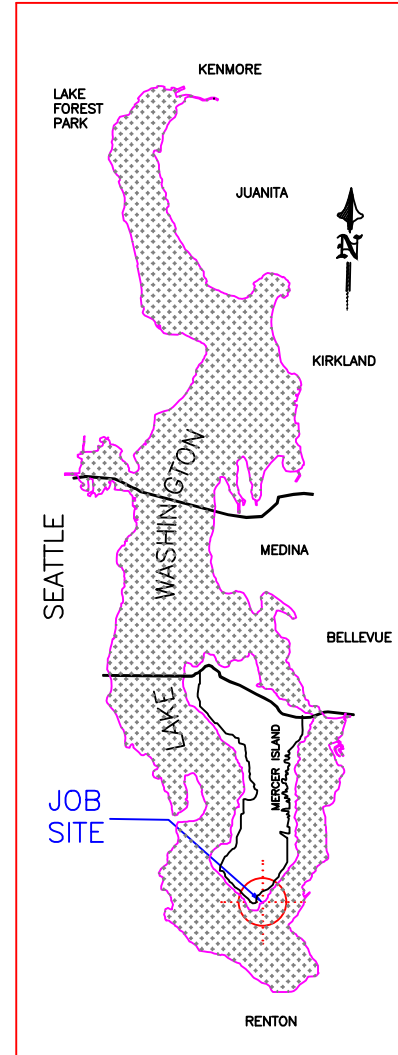 KENMORE
LAKE
FOREST
PARK
JUANITA
N
KIRKLAND
WASHINGTON
SEATTLE
MEDINA
BELLEVUE
LAKE
MERCER ISLAND
JOB
SITE
RENTON